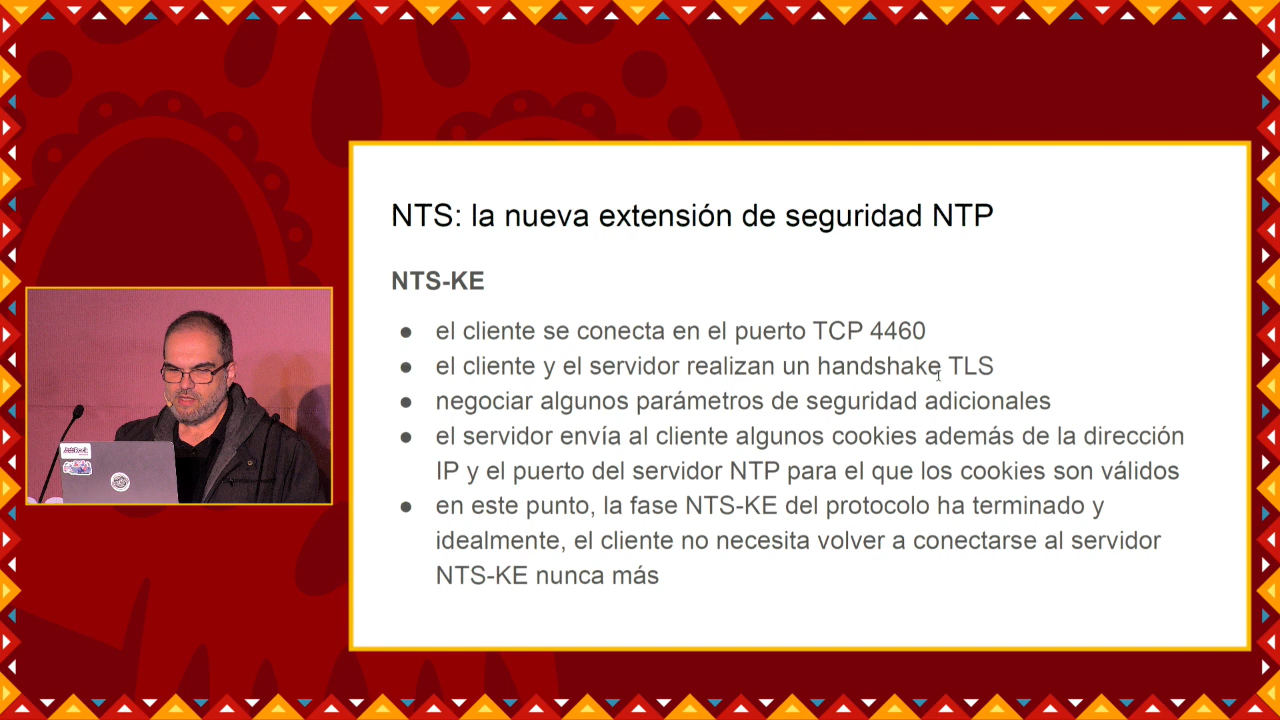 NTS: la nueva extensión de seguridad NTP
NTS-KE
● el cliente se conecta en el puerto TCP 4460
● el cliente y el servidor realizan un handshake TLS
● negociar algunos parámetros de seguridad adicionales
● el servidor envía al cliente algunos cookies además de la dirección
IP y el puerto del servidor NTP para el que los cookies son válidos
● en este punto, la fase NTS-KE del protocolo ha terminado y
idealmente, el cliente no necesita volver a conectarse al servidor
NTS-KE nunca más